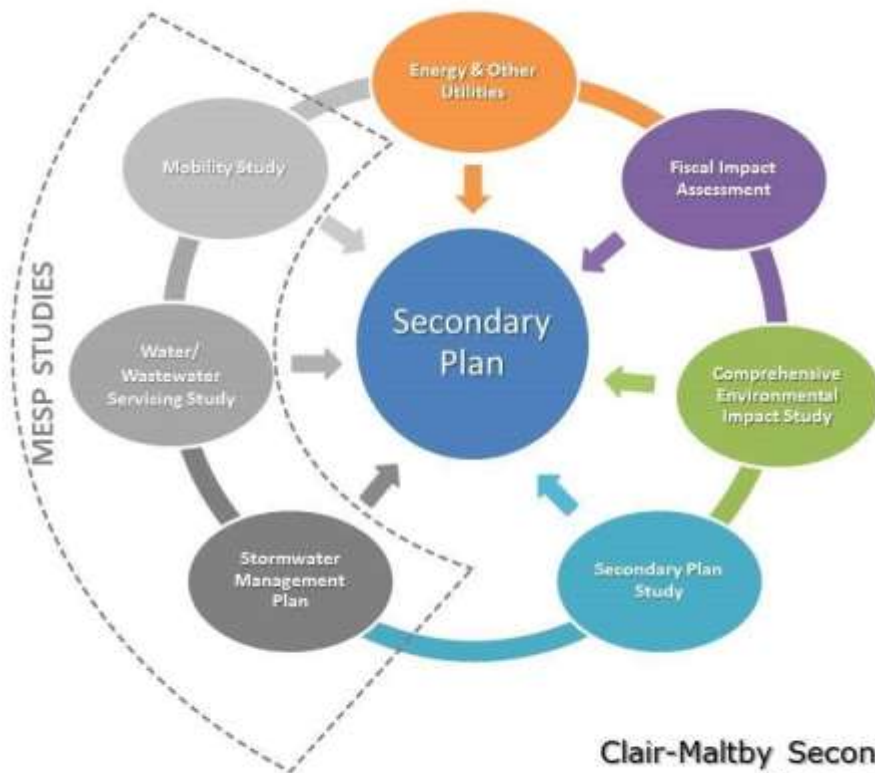 Energy & Other
Utilities
Fiscal Impact
Assessment
Comprehensive
Environmental
Impact Study
Secondary Plan
Study
Stormwater
Management
Plan
Water/
Wastewater
Servicing Study
Mobility Study
Secondary
Plan
MESP STUDIES
Clair-Maltby Secon